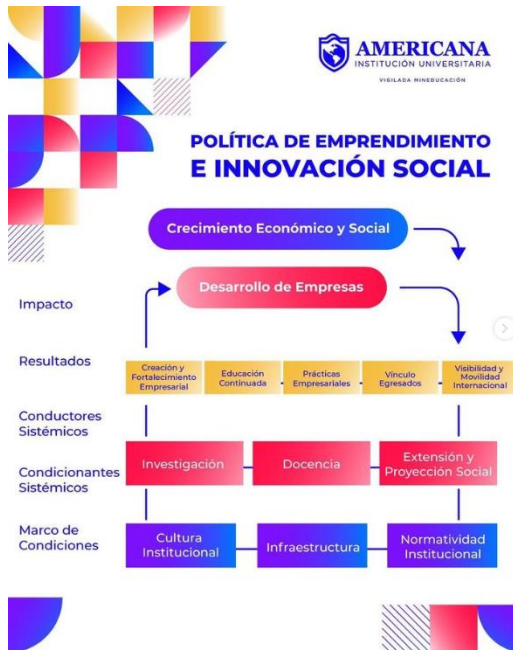 AMERICANA
INSTITUCIÓN UNIVERSITARIA
VIGILADA MINEDUCACIÓN
POLÍTICA DE EMPRENDIMIENTO
E INNOVACIÓN SOCIAL
Crecimiento Económico y Social
Desarrollo de Empresas
Impacto
Resultados
Creación y
Fortalecimiento
Empresarial
Educación
Continuada
Prácticas
Empresariales
Vínculo
Egresados
Visibilidad y
Movilidad
Internacional
Conductores
Sistémicos
Investigación
Docencia
Extensión y
Proyección Social
Condicionantes
Sistémicos
Marco de
Condiciones
Cultura
Institucional
Infraestructura
Normatividad
Institucional